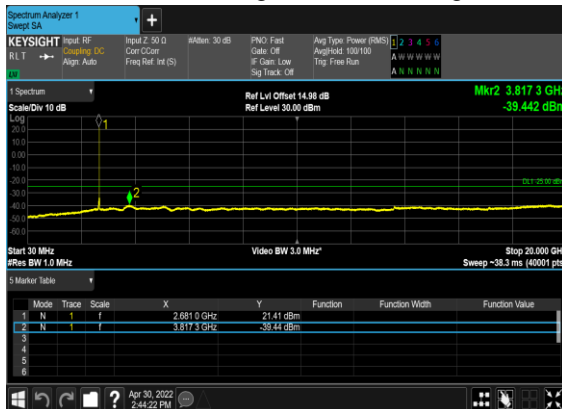 Spectrum Analyzer 1
Swept SA
+
KEYSIGHT Input: RF Input Z: 50 Ω #Atten: 30 dB PNO: Fast Avg Type: Power (RMS) 1 2 3 4 5 6
RLT Coupling: DC Corr CCorr Gate: Off Avg|Hold: 100/100 A W W W W W
Align: Auto Freq Ref: Int (S) IF Gain: Low Trig: Free Run
Sig Track: Off A N N N N N
1 Spectrum
Ref Lvl Offset 14.98 dB Mkr2 3.817 3 GHz
Scale/Div 10 dB Ref Level 30.00 dBm -39.442 dBm
Log
20.0
10.0
0.00
-10.0
-20.0
DL1 -25.00 dBm
-30.0
-40.0
-50.0
-60.0
1
2
Start 30 MHz Video BW 3.0 MHz* Stop 20.000 GHz
#Res BW 1.0 MHz Sweep ~38.3 ms (40001 pts)
5 Marker Table
Mode Trace Scale X Y Function Function Width Function Value
1 N 1 f 2.681 0 GHz 21.41 dBm
2 N 1 f 3.817 3 GHz -39.44 dBm
3
4
5
6
? Apr 30, 2022
2:44:22 PM